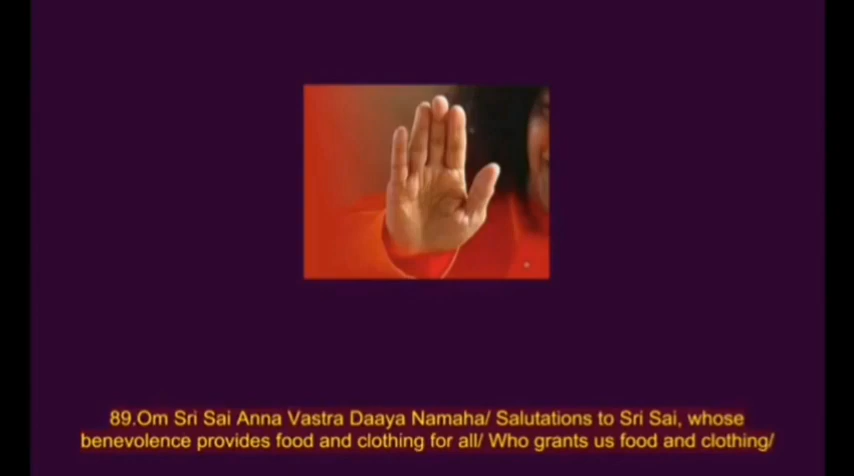 89.Om Sri Sai Anna Vastra Daaya Namaha/ Salutations to Sri Sai, whose
benevolence provides food and clothing for all/ Who grants us food and clothing/